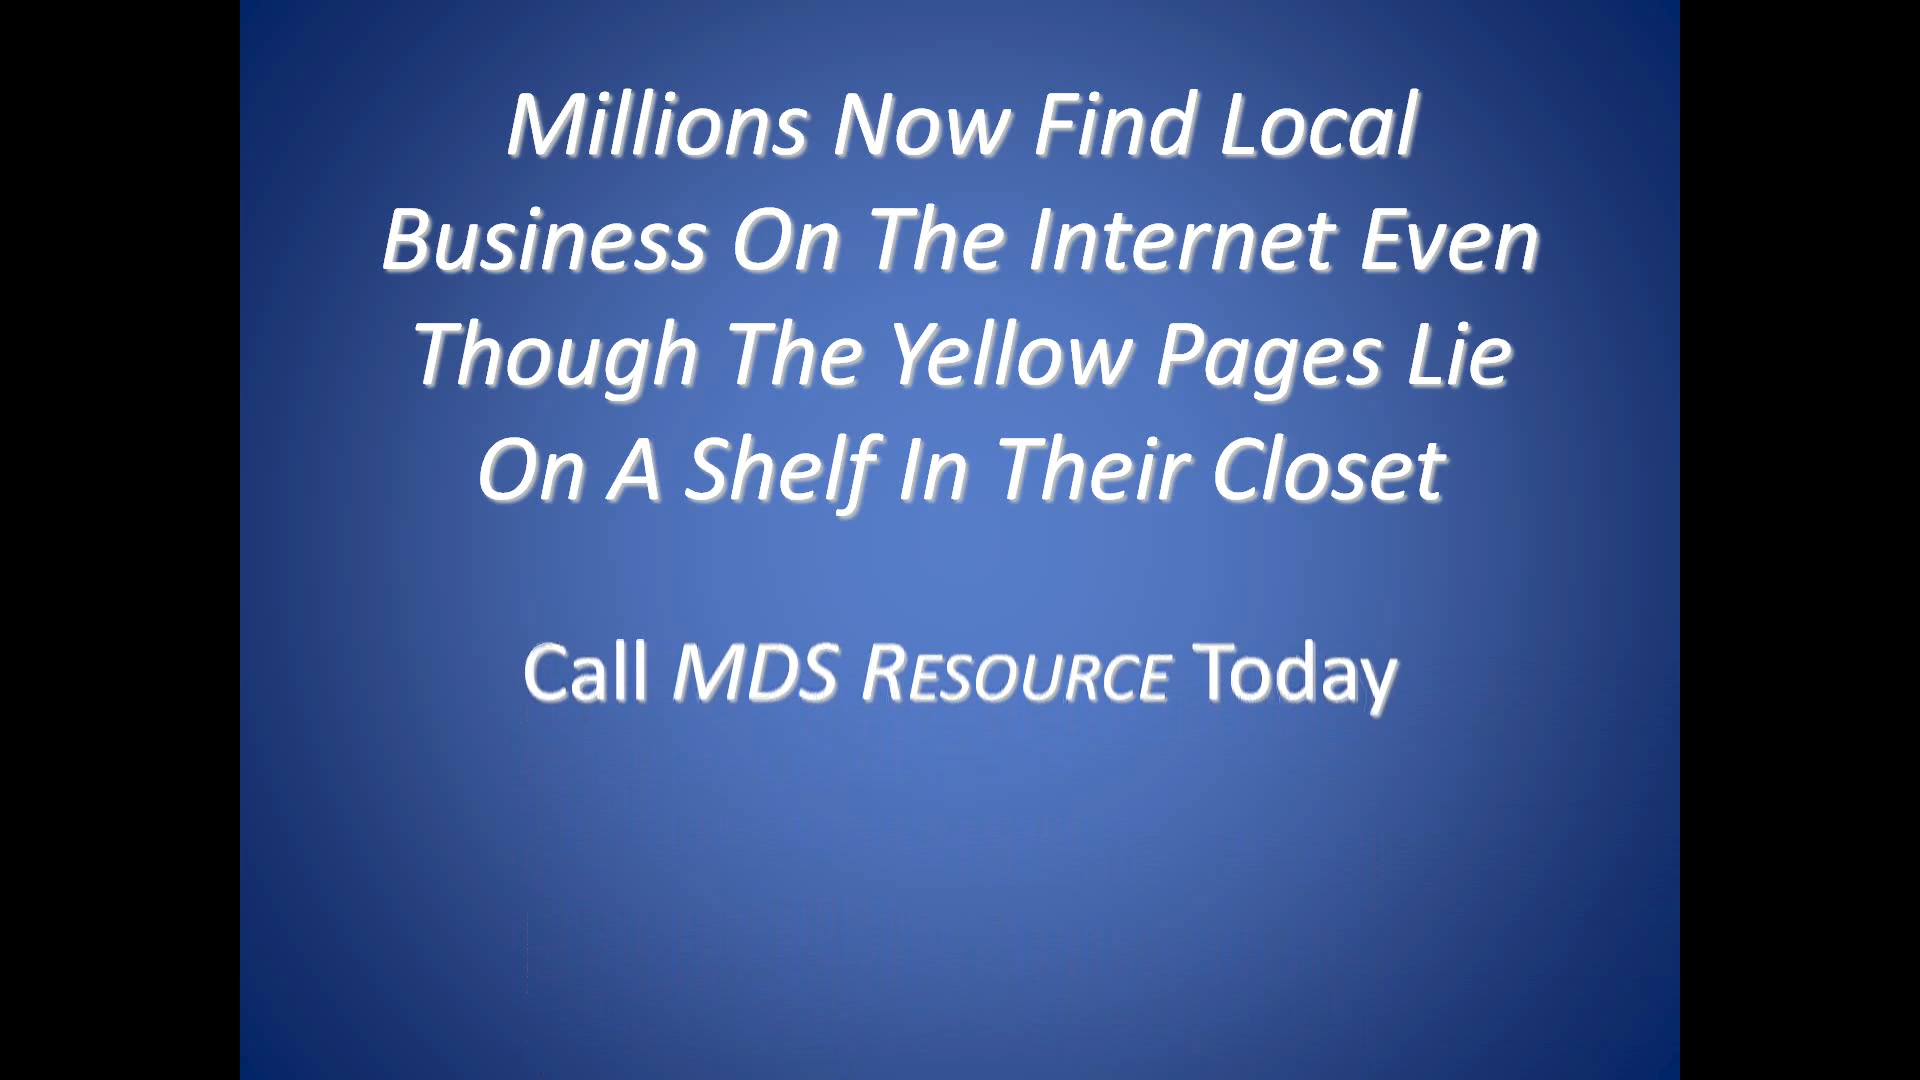 Millions Now Find Local
Business On The Internet Even
Though The Yellow Pages Lie
On A Shelf In Their Closet
Call MDS RESOURCE Today